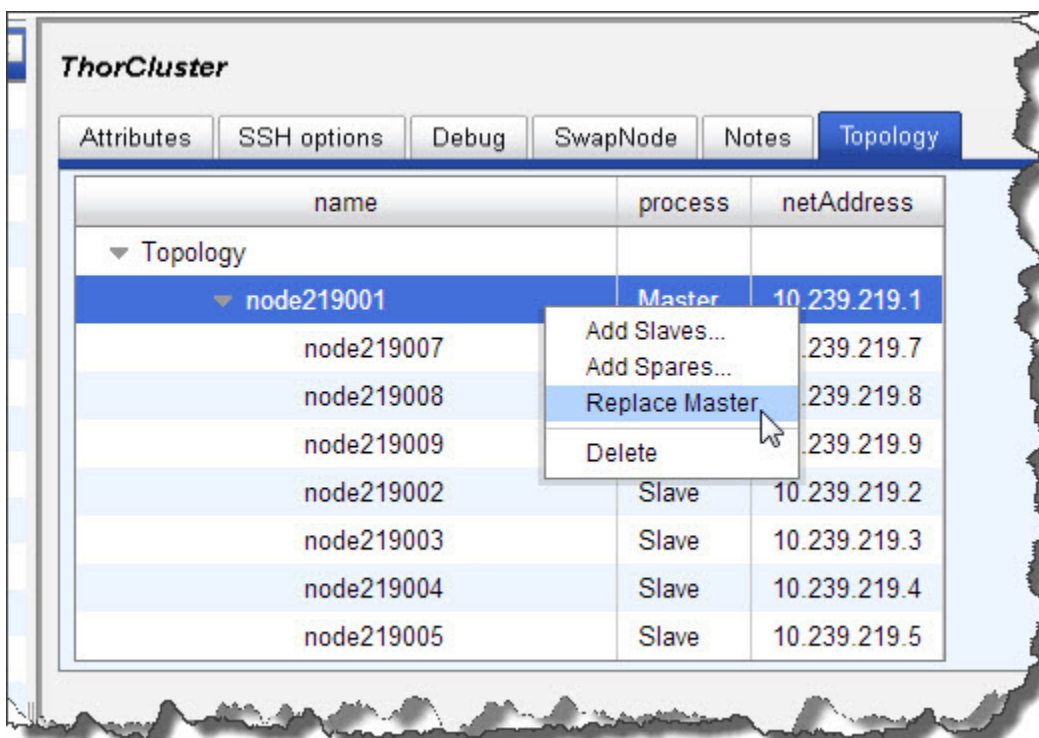 ThorCluster
Attributes SSH options Debug SwapNode Notes Topology
name process netAddress
Topology
node219001 Master 10.239.219.1
Add Slaves...
node219007 .239.219.7
Add Spares...
node219008 .239.219.8
Replace Master
node219009 .239.219.9
Delete
node219002 Slave 10.239.219.2
node219003 Slave 10.239.219.3
node219004 Slave 10.239.219.4
node219005 Slave 10.239.219.5